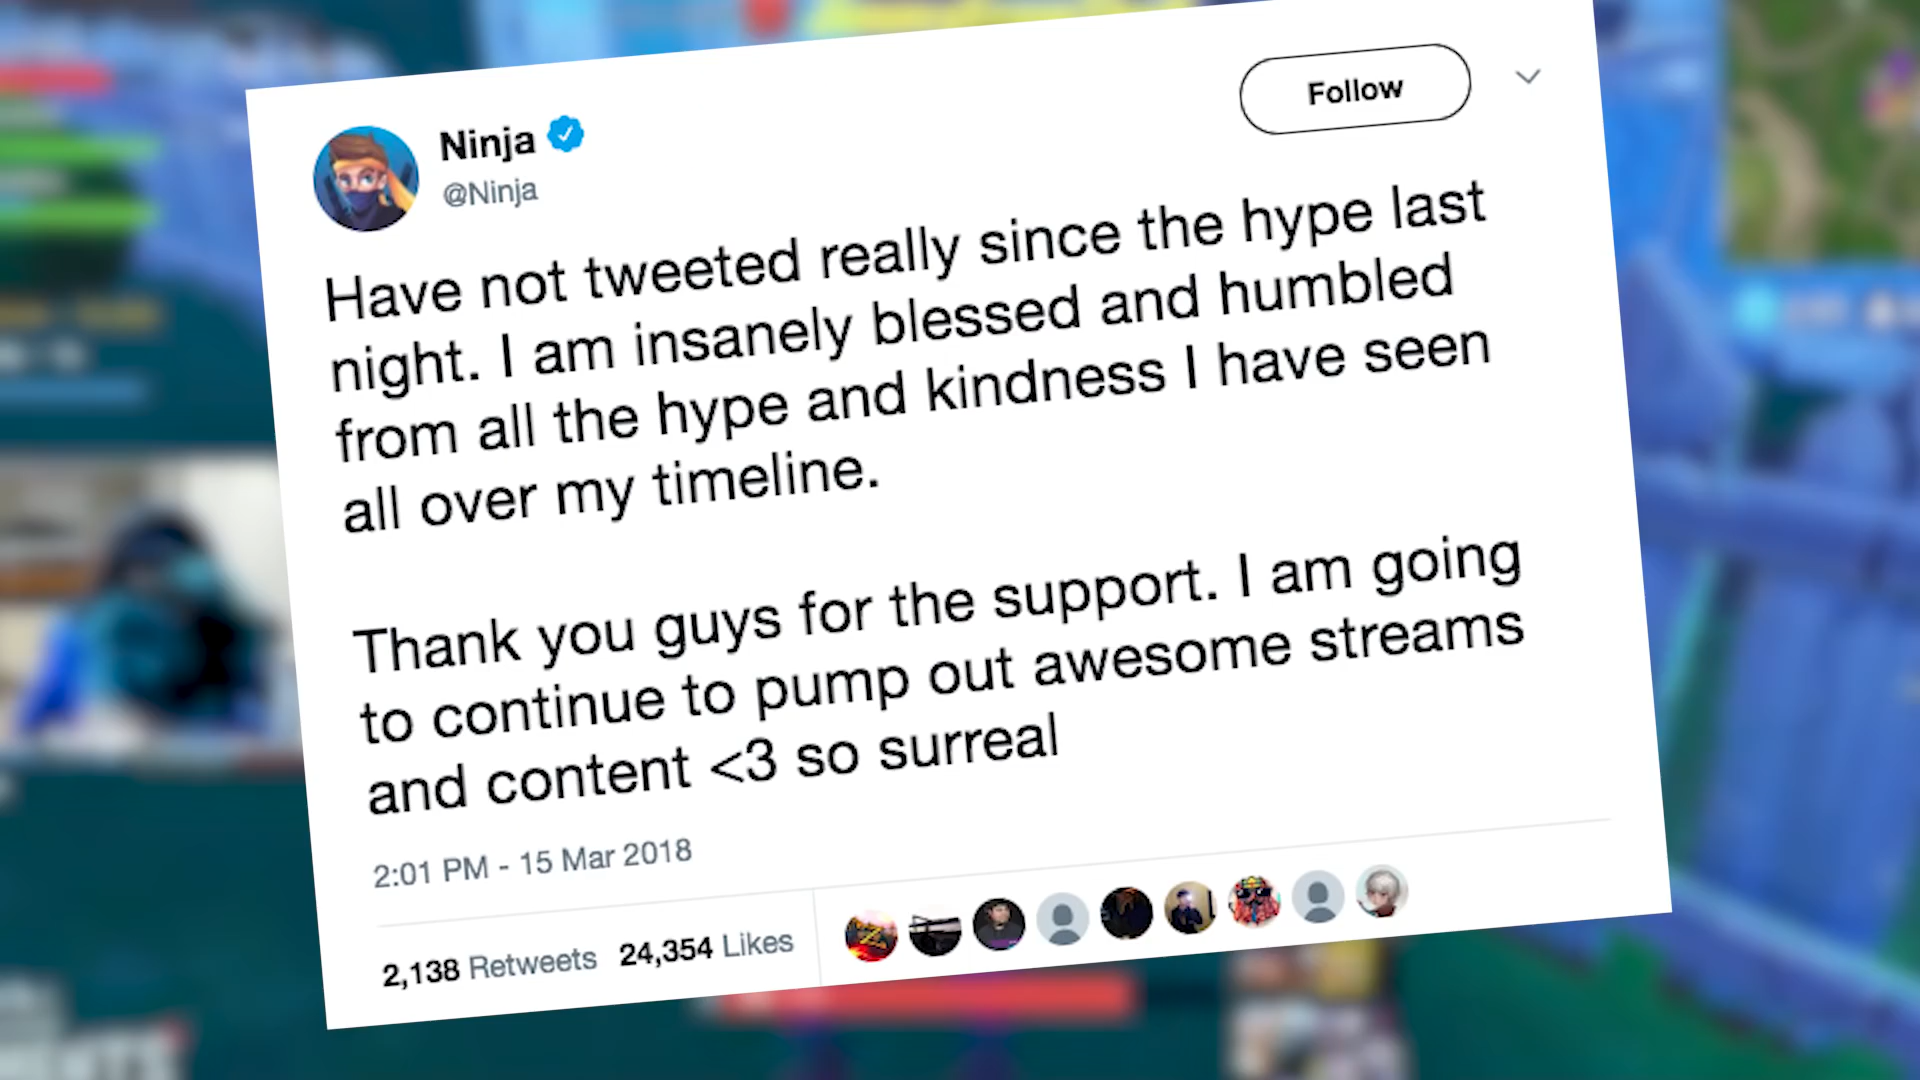 Ninja
@Ninja
Follow
Have not tweeted really since the hype last
night. I am insanely blessed and humbled
from all the hype and kindness I have seen
all over my timeline.
Thank you guys for the support. I am going
to continue to pump out awesome streams
and content <3 so surreal
2:01 PM - 15 Mar 2018
2,138 Retweets 24,354 Likes